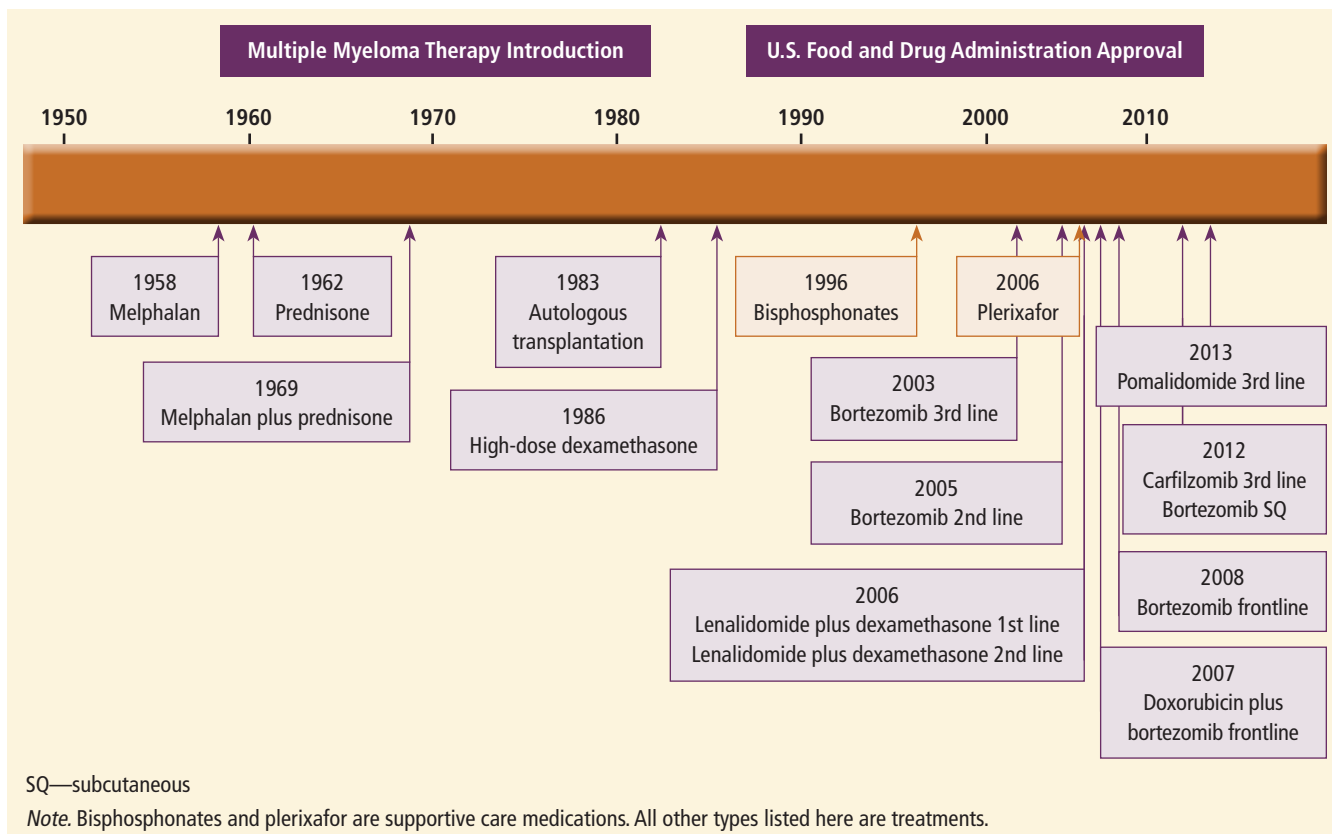 Multiple Myeloma Therapy Introduction
U.S. Food and Drug Administration Approval
1950
1960
1970
1980
1990
2000
2010
1958
Melphalan
1962
Prednisone
1969
Melphalan plus prednisone
1983
Autologous
transplantation
1986
High-dose dexamethasone
1996
Bisphosphonates
2006
Plerixafor
2003
Bortezomib 3rd line
2005
Bortezomib 2nd line
2006
Lenalidomide plus dexamethasone 1st line
Lenalidomide plus dexamethasone 2nd line
2013
Pomalidomide 3rd line
2012
Carfilzomib 3rd line
Bortezomib SQ
2008
Bortezomib frontline
2007
Doxorubicin plus
bortezomib frontline
SQ—subcutaneous
Note. Bisphosphonates and plerixafor are supportive care medications. All other types listed here are treatments.